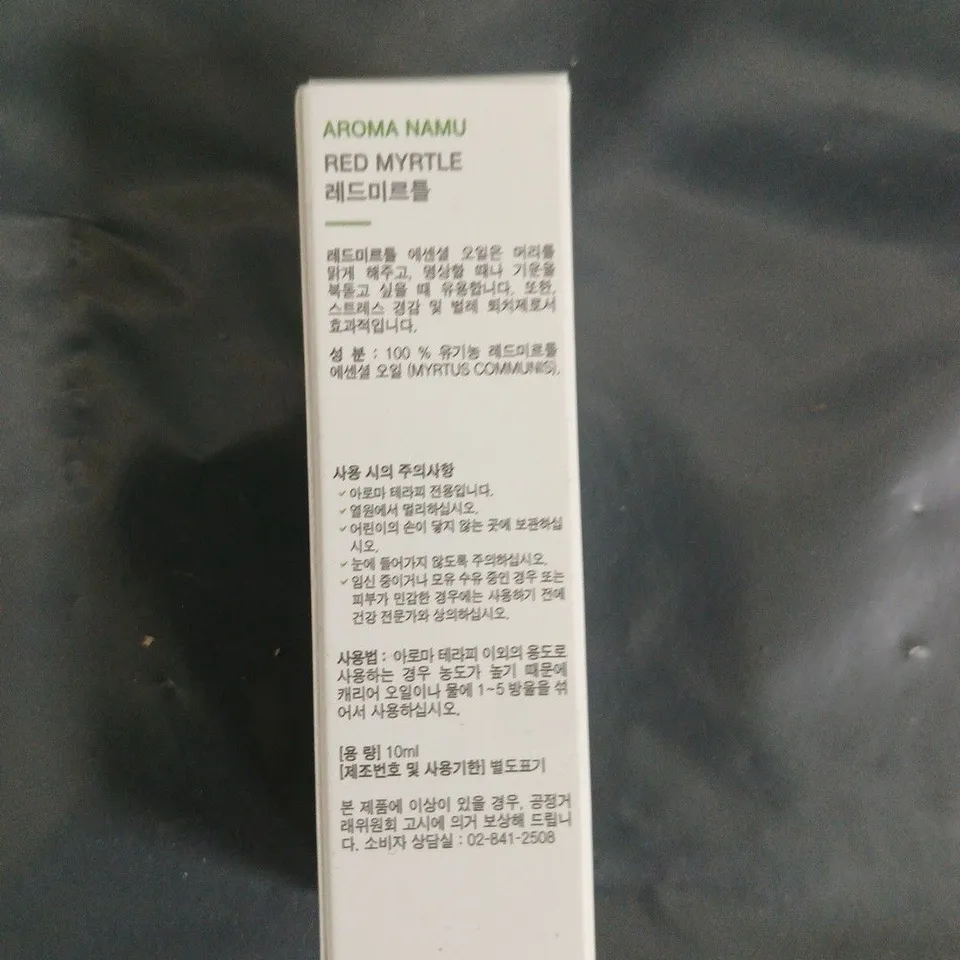 AROMA NAMU
RED MYRTLE
레드미르틀
레드미르틀 에센셜 오일은 머리를
맑게 해주고, 명상할 때나 기운을
북돋고 싶을 때 유용합니다. 또한,
스트레스 경감 및 벌레 퇴치제로서
효과적입니다.
성 분 : 100 % 유기농 레드미르틀
에센셜 오일 (MYRTUS COMMUNIS).
사용 시의 주의사항
✓ 아로마 테라피 전용입니다.
✓ 열원에서 멀리하십시오.
✓ 어린이의 손이 닿지 않는 곳에 보관하십
시오.
✓ 눈에 들어가지 않도록 주의하십시오.
✓ 임신 중이거나 모유 수유 중인 경우 또는
피부가 민감한 경우에는 사용하기 전에
건강 전문가와 상의하십시오.
사용법 : 아로마 테라피 이외의 용도로
사용하는 경우 농도가 높기 때문에
캐리어 오일이나 물에 1~5 방울을 섞
어서 사용하십시오.
[용 량] 10ml
[제조번호 및 사용기한] 별도표기
본 제품에 이상이 있을 경우, 공정거
래위원회 고시에 의거 보상해 드립니
다. 소비자 상담실 : 02-841-2508